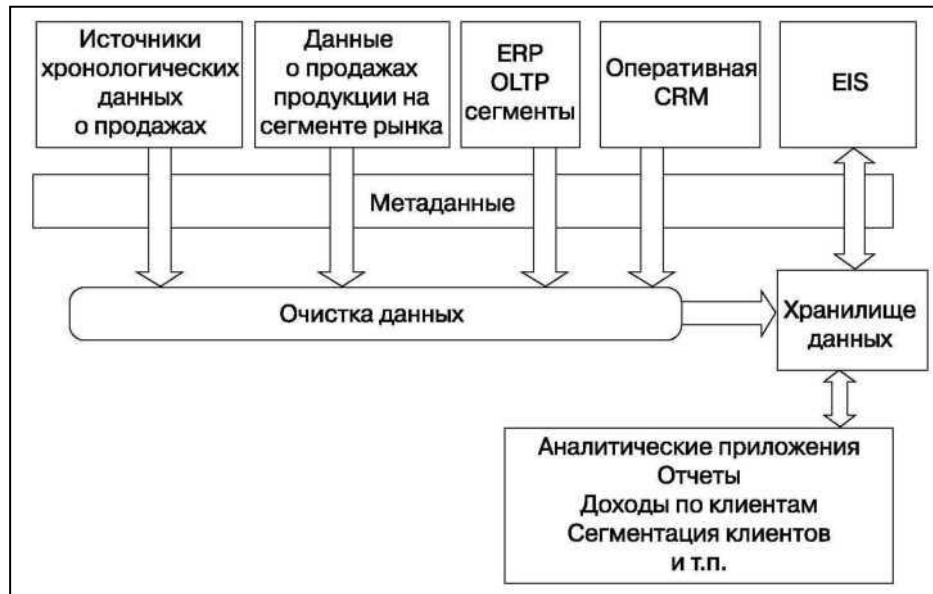 Источники
хронологических
данных
о продажах
Данные
о продажах
продукции на
сегменте рынка
ERP
OLTP
сегменты
Оперативная
CRM
EIS
Метаданные
Очистка данных
Хранилище
данных
Аналитические приложения
Отчеты
Доходы по клиентам
Сегментация клиентов
и т.п.